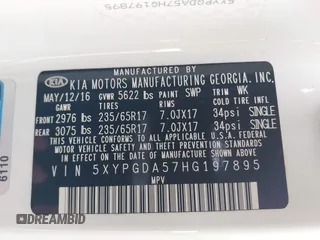 5XYPGDA57HG197895
KIA KIA MOTORS MANUFACTURING GEORGIA, INC.
MAY/12/16 GVWR 5622 lbs PAINT SWP TRIM WK
GAWR TIRES RIMS COLD TIRE INFL.
FRONT 2976 lbs 235/65R17 7.0JX17 34psi SINGLE
REAR 3075 lbs 235/65R17 7.0JX17 34psi SINGLE
THIS VEHICLE CONFORMS TO ALL APPLICABLE U.S.A FEDERAL
MOTOR VEHICLE SAFETY AND THEFT PREVENTION STANDARDS IN
EFFECT ON THE DATE OF MANUFACTURE SHOWN ABOVE.
VIN 5XYPGDA57HG197895
MPV
6110
DREAMBID